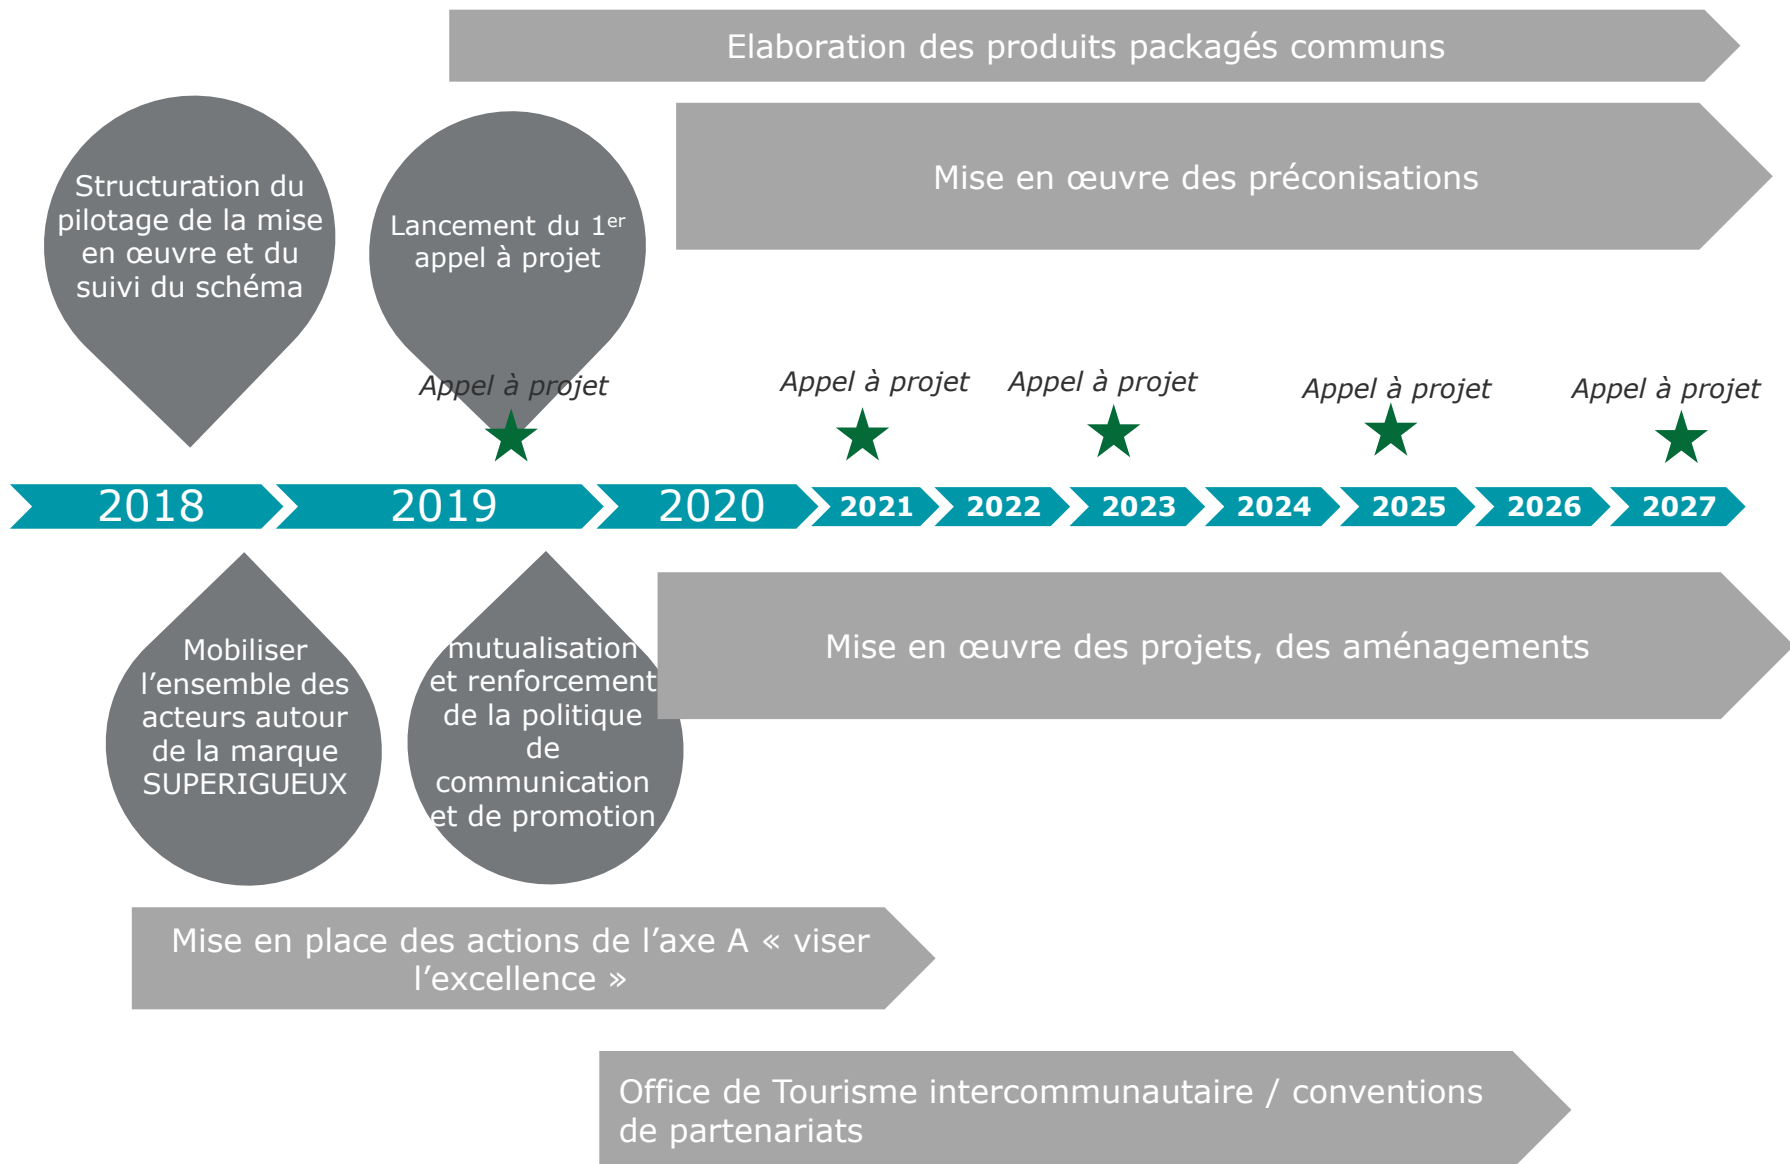 Elaboration des produits packagés communs
Mise en œuvre des préconisations
Structuration du
pilotage de la mise
en œuvre et du
suivi du schéma
Lancement du 1er
appel à projet
Appel à projet
Appel à projet
Appel à projet
Appel à projet
Appel à projet
2018
2019
2020
2021
2022
2023
2024
2025
2026
2027
Mobiliser
l’ensemble des
acteurs autour
de la marque
SUPERIGUEUX
mutualisation
et renforcement
de la politique
de
communication
et de promotion
Mise en œuvre des projets, des aménagements
Mise en place des actions de l’axe A « viser
l’excellence »
Office de Tourisme intercommunautaire / conventions
de partenariats